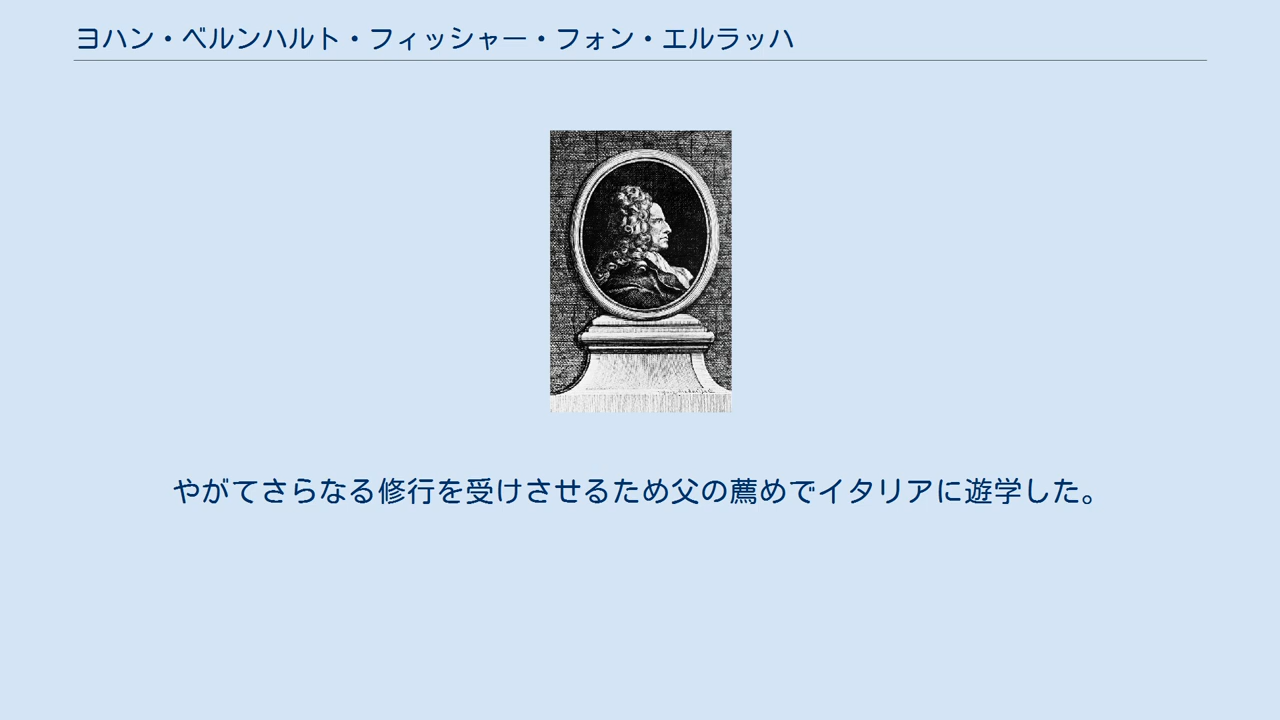 ヨハン・ベルンハルト・フィッシャー・フォン・エルラッハ
やがてさらなる修行を受けさせるため父の薦めでイタリアに遊学した。